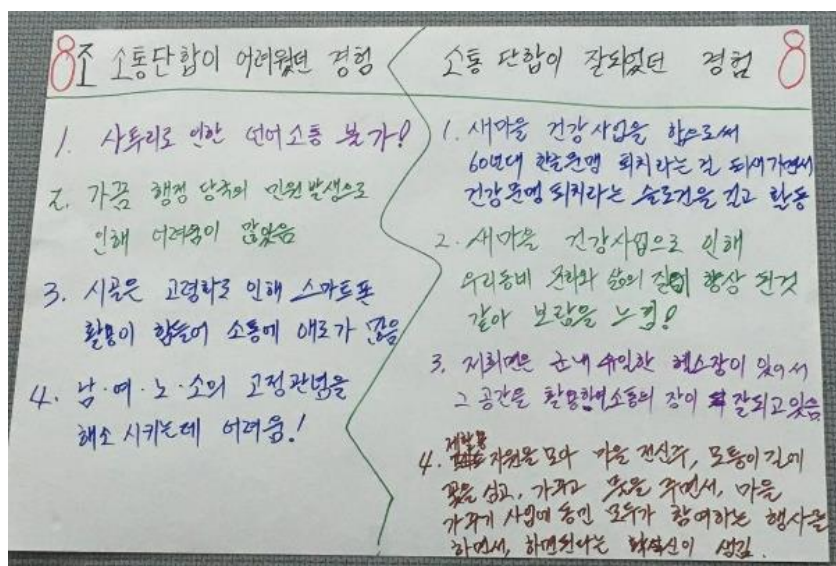 8조 소통단합이 어려웠던 경험
1. 사투리로 인한 언어소통 불가!
2. 가끔 행정 당국의 민원발생으로
인해 어려움이 많았음
3. 시골은 고령화로 인해 스마트폰
활용이 힘들어 소통에 애로가 많음
4. 남·여·노·소의 고정관념을
해소 시키는데 어려움!
소통 단합이 잘되었던 경험 8
1. 새마을 건강사업을 함으로써
60년대 한글문맹 퇴치라는 걸 되새기면서
건강문맹 퇴치라는 슬로건을 걸고 활동
2. 새마을 건강사업으로 인해
우리동네 문화와 삶의 질이 향상 된것
같아 보람을 느낌!
3. 저희면은 군내 유일한 헬스장이 있어서
그 공간을 활용하여 소통의 장이 잘되고 있음
4. 재활용 자원을 모아 마을 전신주, 모퉁이 길에
꽃을 심고, 가꾸고 물을 주면서, 마을
가꾸기 사업에 동민 모두가 참여하는 행사를
하면서, 하면된다는 생김.